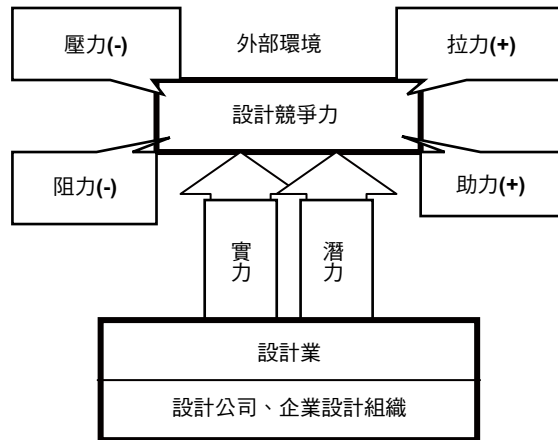 壓力(-)
外部環境
拉力(+)
設計競爭力
阻力(-)
助力(+)
實力
潛力
設計業
設計公司、企業設計組織